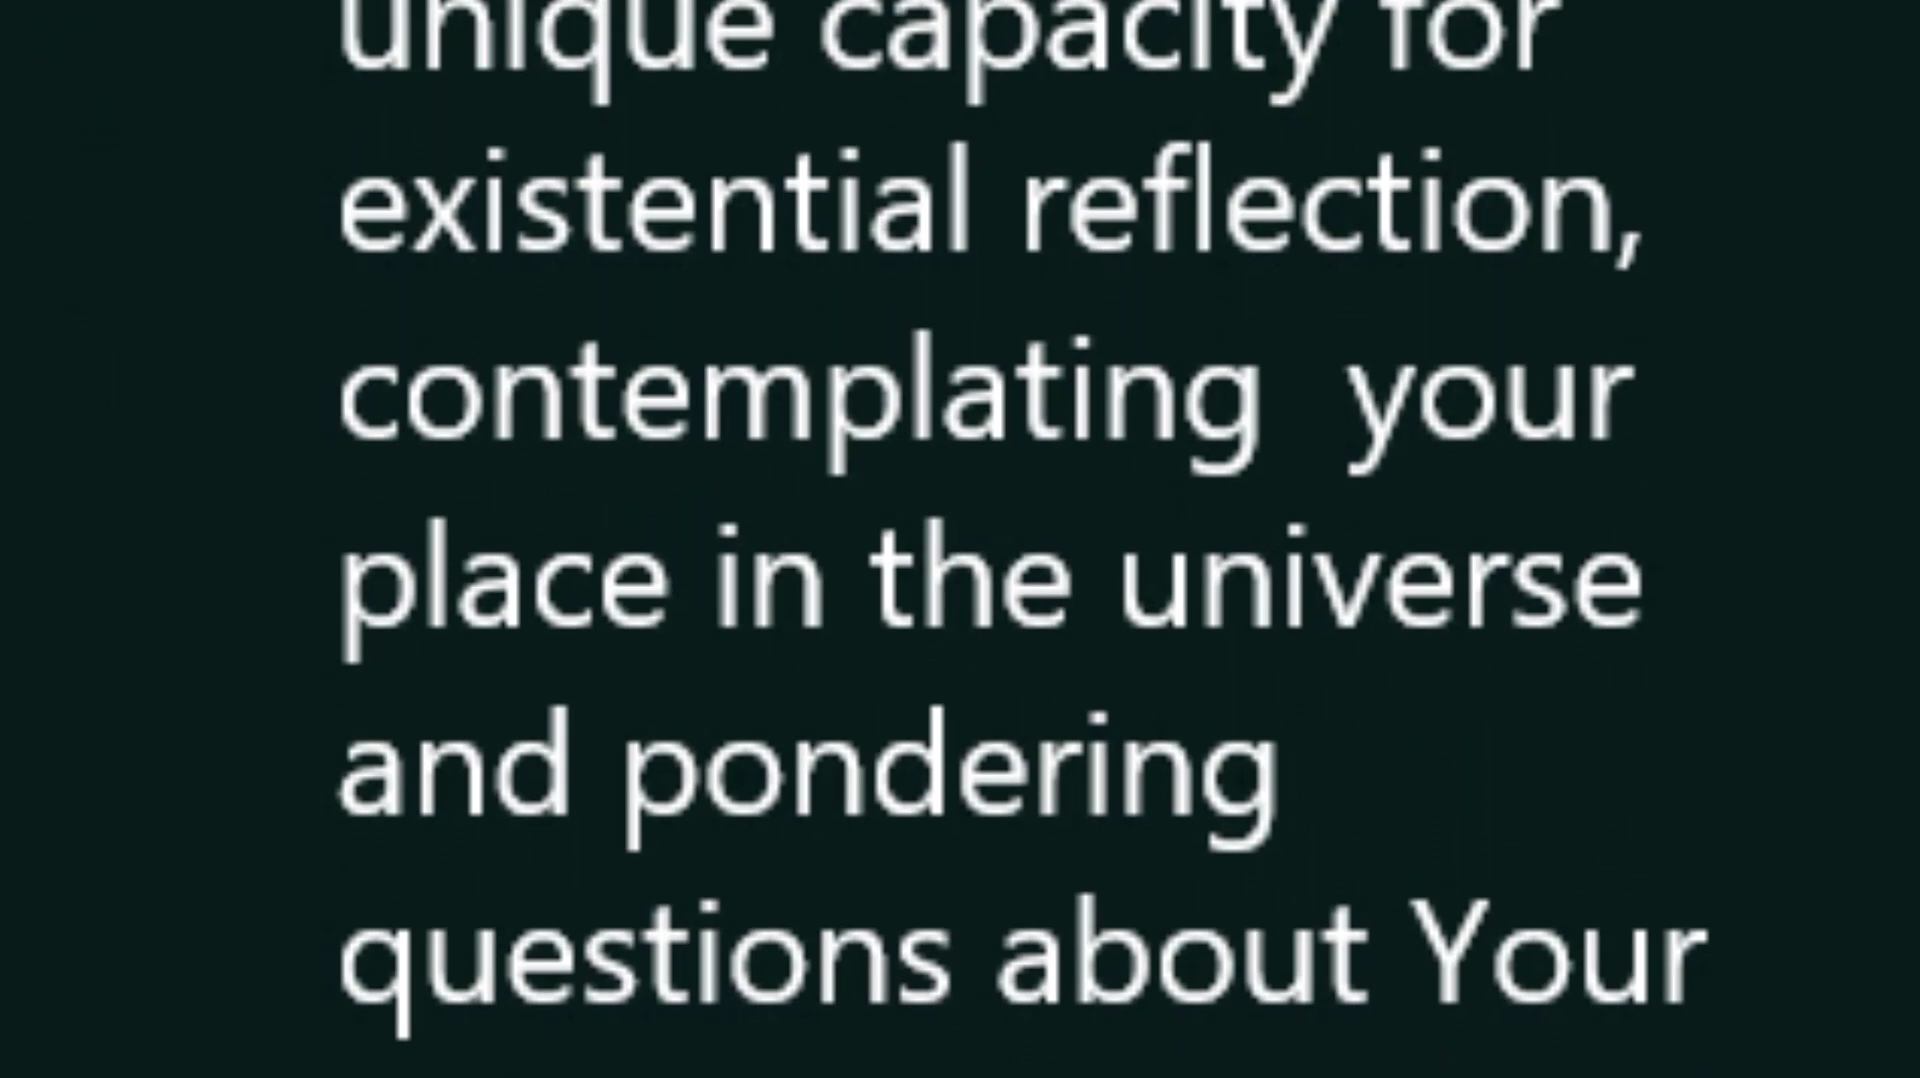 unique capacity for
existential reflection,
contemplating  your
place in the universe
and pondering
questions about Your